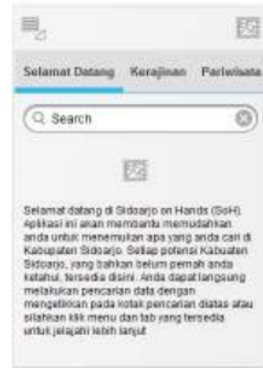 Selamat Datang Kerajinan Pariwisata
Search
Selamat datang di Sidoarjo on Hands (SoH).
Aplikasi ini akan membantu memudahkan
anda untuk menemukan apa yang anda cari di
Kabupaten Sidoarjo. Setiap potensi Kabuaten
Sidoarjo, yang bahkan belum pernah anda
ketahui, tersedia disini. Anda dapat langsung
melakukan pencarian data dengan
mengetikkan pada kotak pencarian diatas atau
silahkan klik menu dan tab yang tersedia
untuk jelajahi lebih lanjut